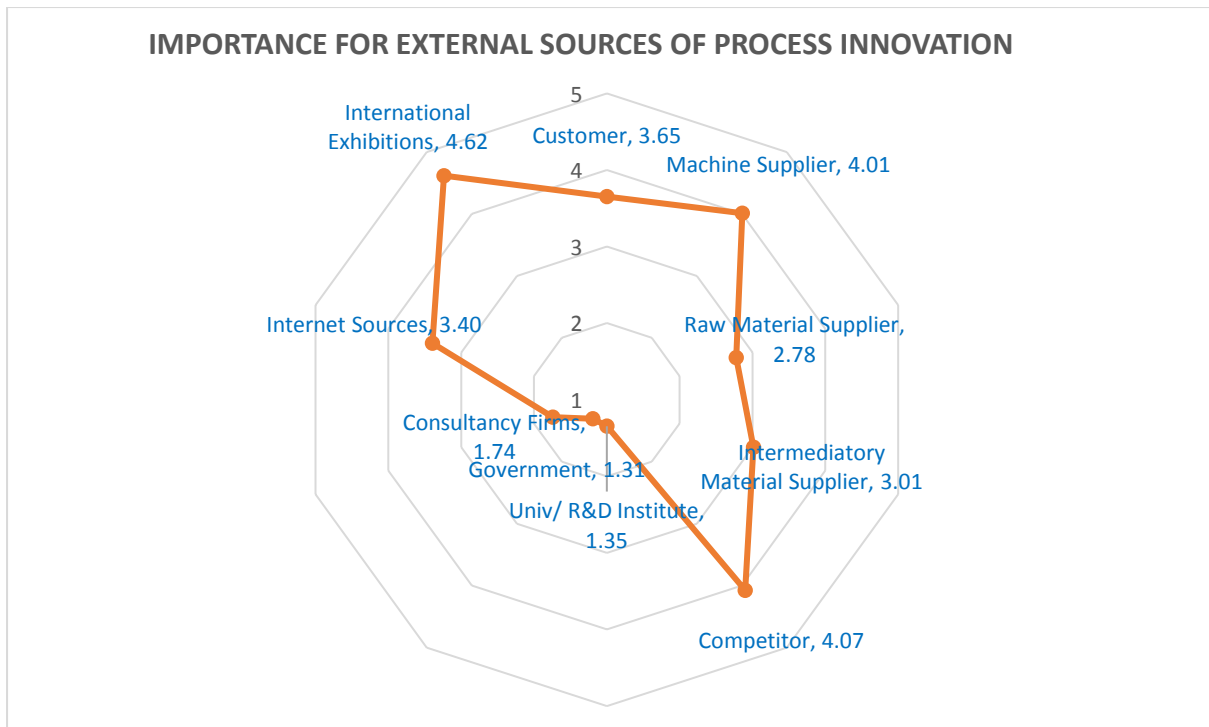 IMPORTANCE FOR EXTERNAL SOURCES OF PROCESS INNOVATION
5
International
Exhibitions, 4.62
Customer, 3.65
Machine Supplier, 4.01
4
3
2
Internet Sources, 3.40
Raw Material Supplier,
2.78
1
Consultancy Firms,
1.74
Government, 1.31
Intermediatory
Material Supplier, 3.01
Univ/ R&D Institute,
1.35
Competitor, 4.07